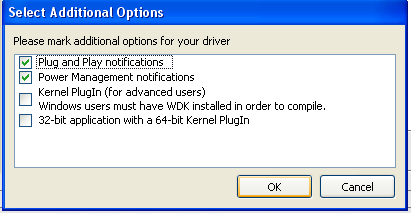 Select Additional Options
Please mark additional options for your driver
Plug and Play notifications
Power Management notifications
Kernel PlugIn (for advanced users)
Windows users must have WDK installed in order to compile.
32-bit application with a 64-bit Kernel PlugIn
OK
Cancel